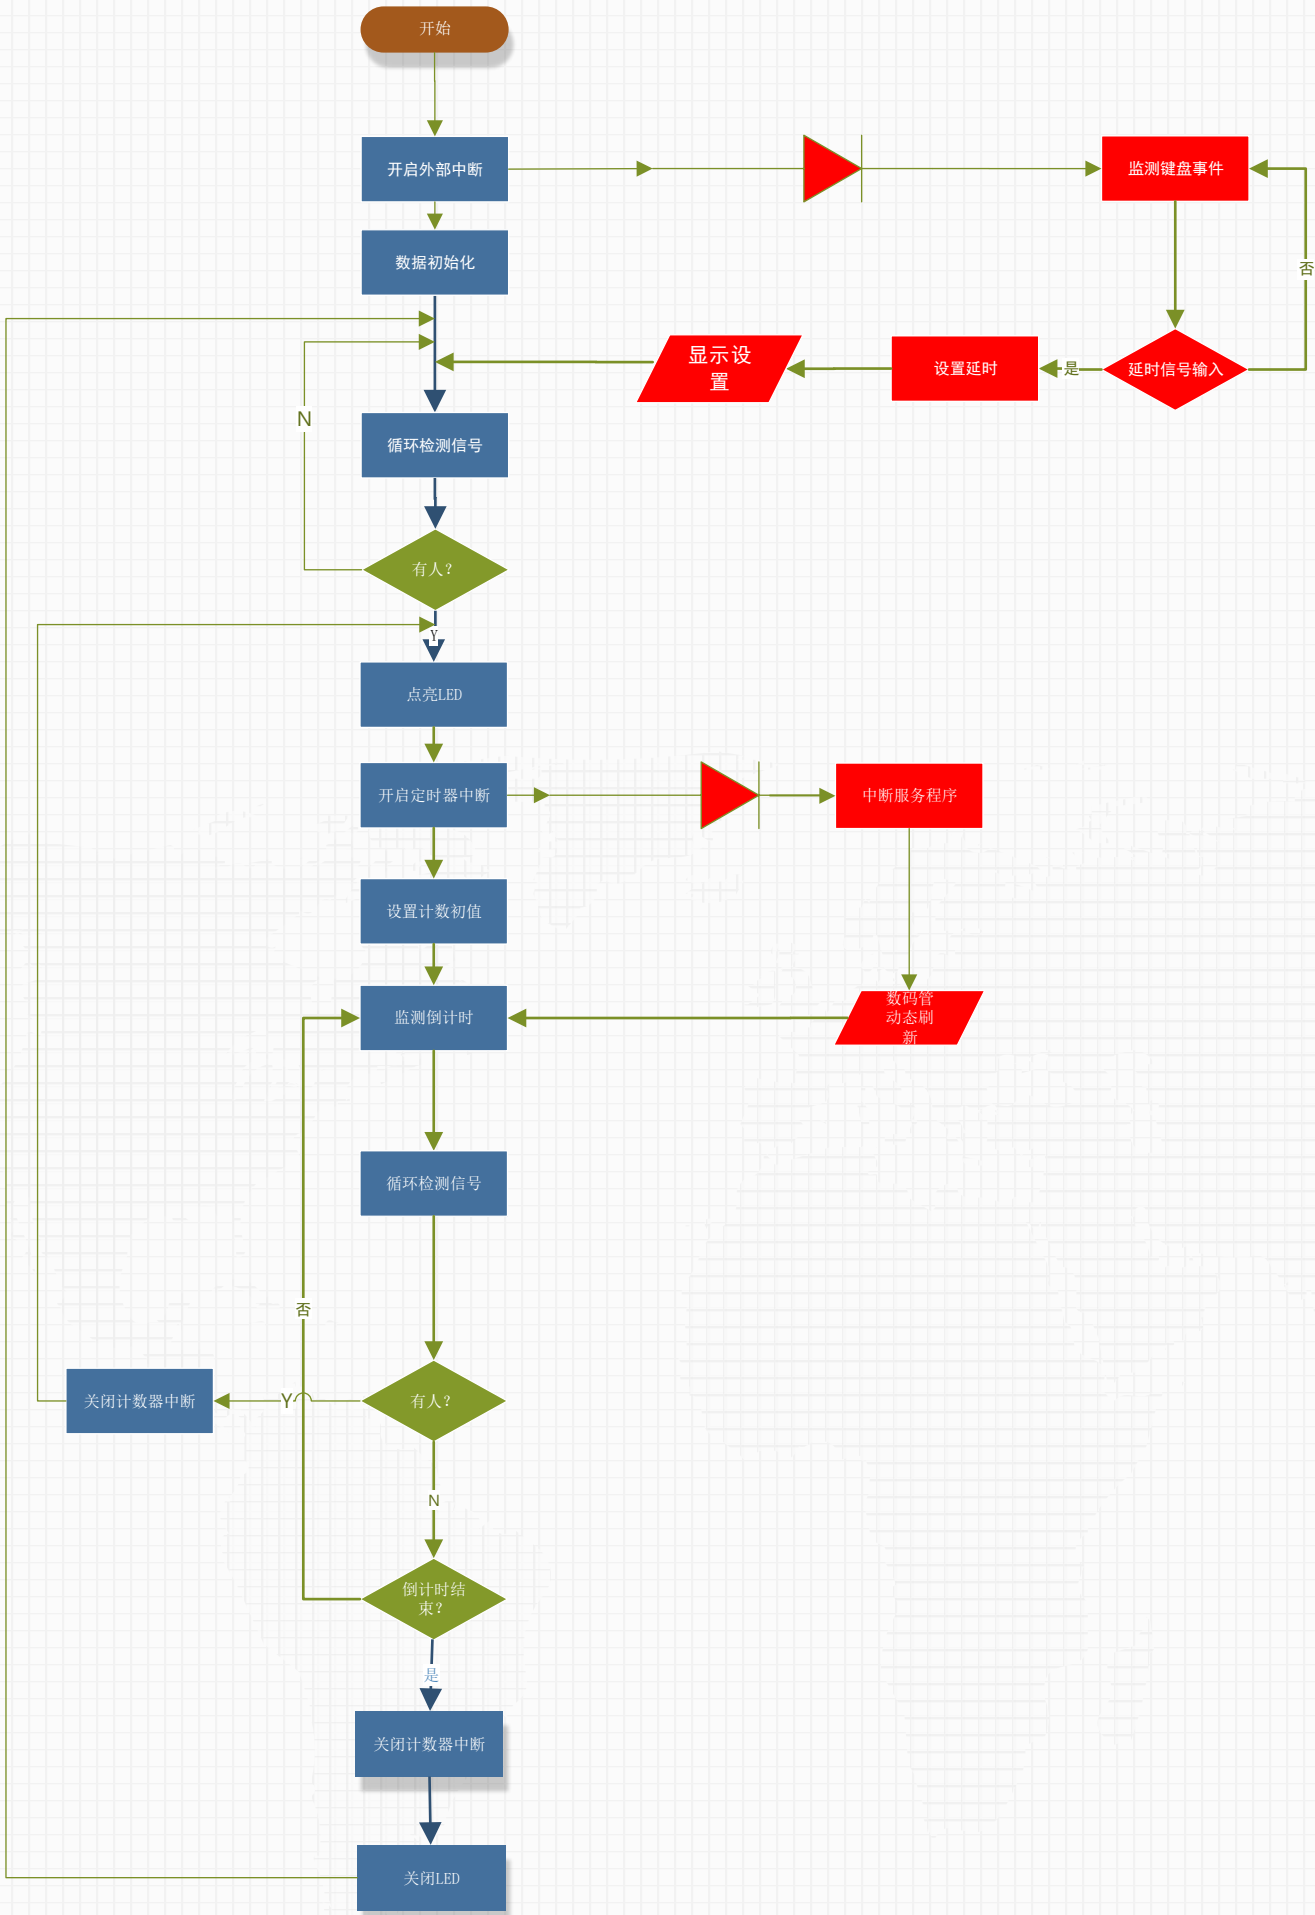 开始
开启外部中断
监测键盘事件
数据初始化
否
显示设
置
设置延时
是
延时信号输入
N
循环检测信号
有人?
Y
点亮LED
开启定时器中断
中断服务程序
设置计数初值
监测倒计时
数码管
动态刷
新
循环检测信号
否
关闭计数器中断
Y
有人?
N
倒计时结
束?
是
关闭计数器中断
关闭LED